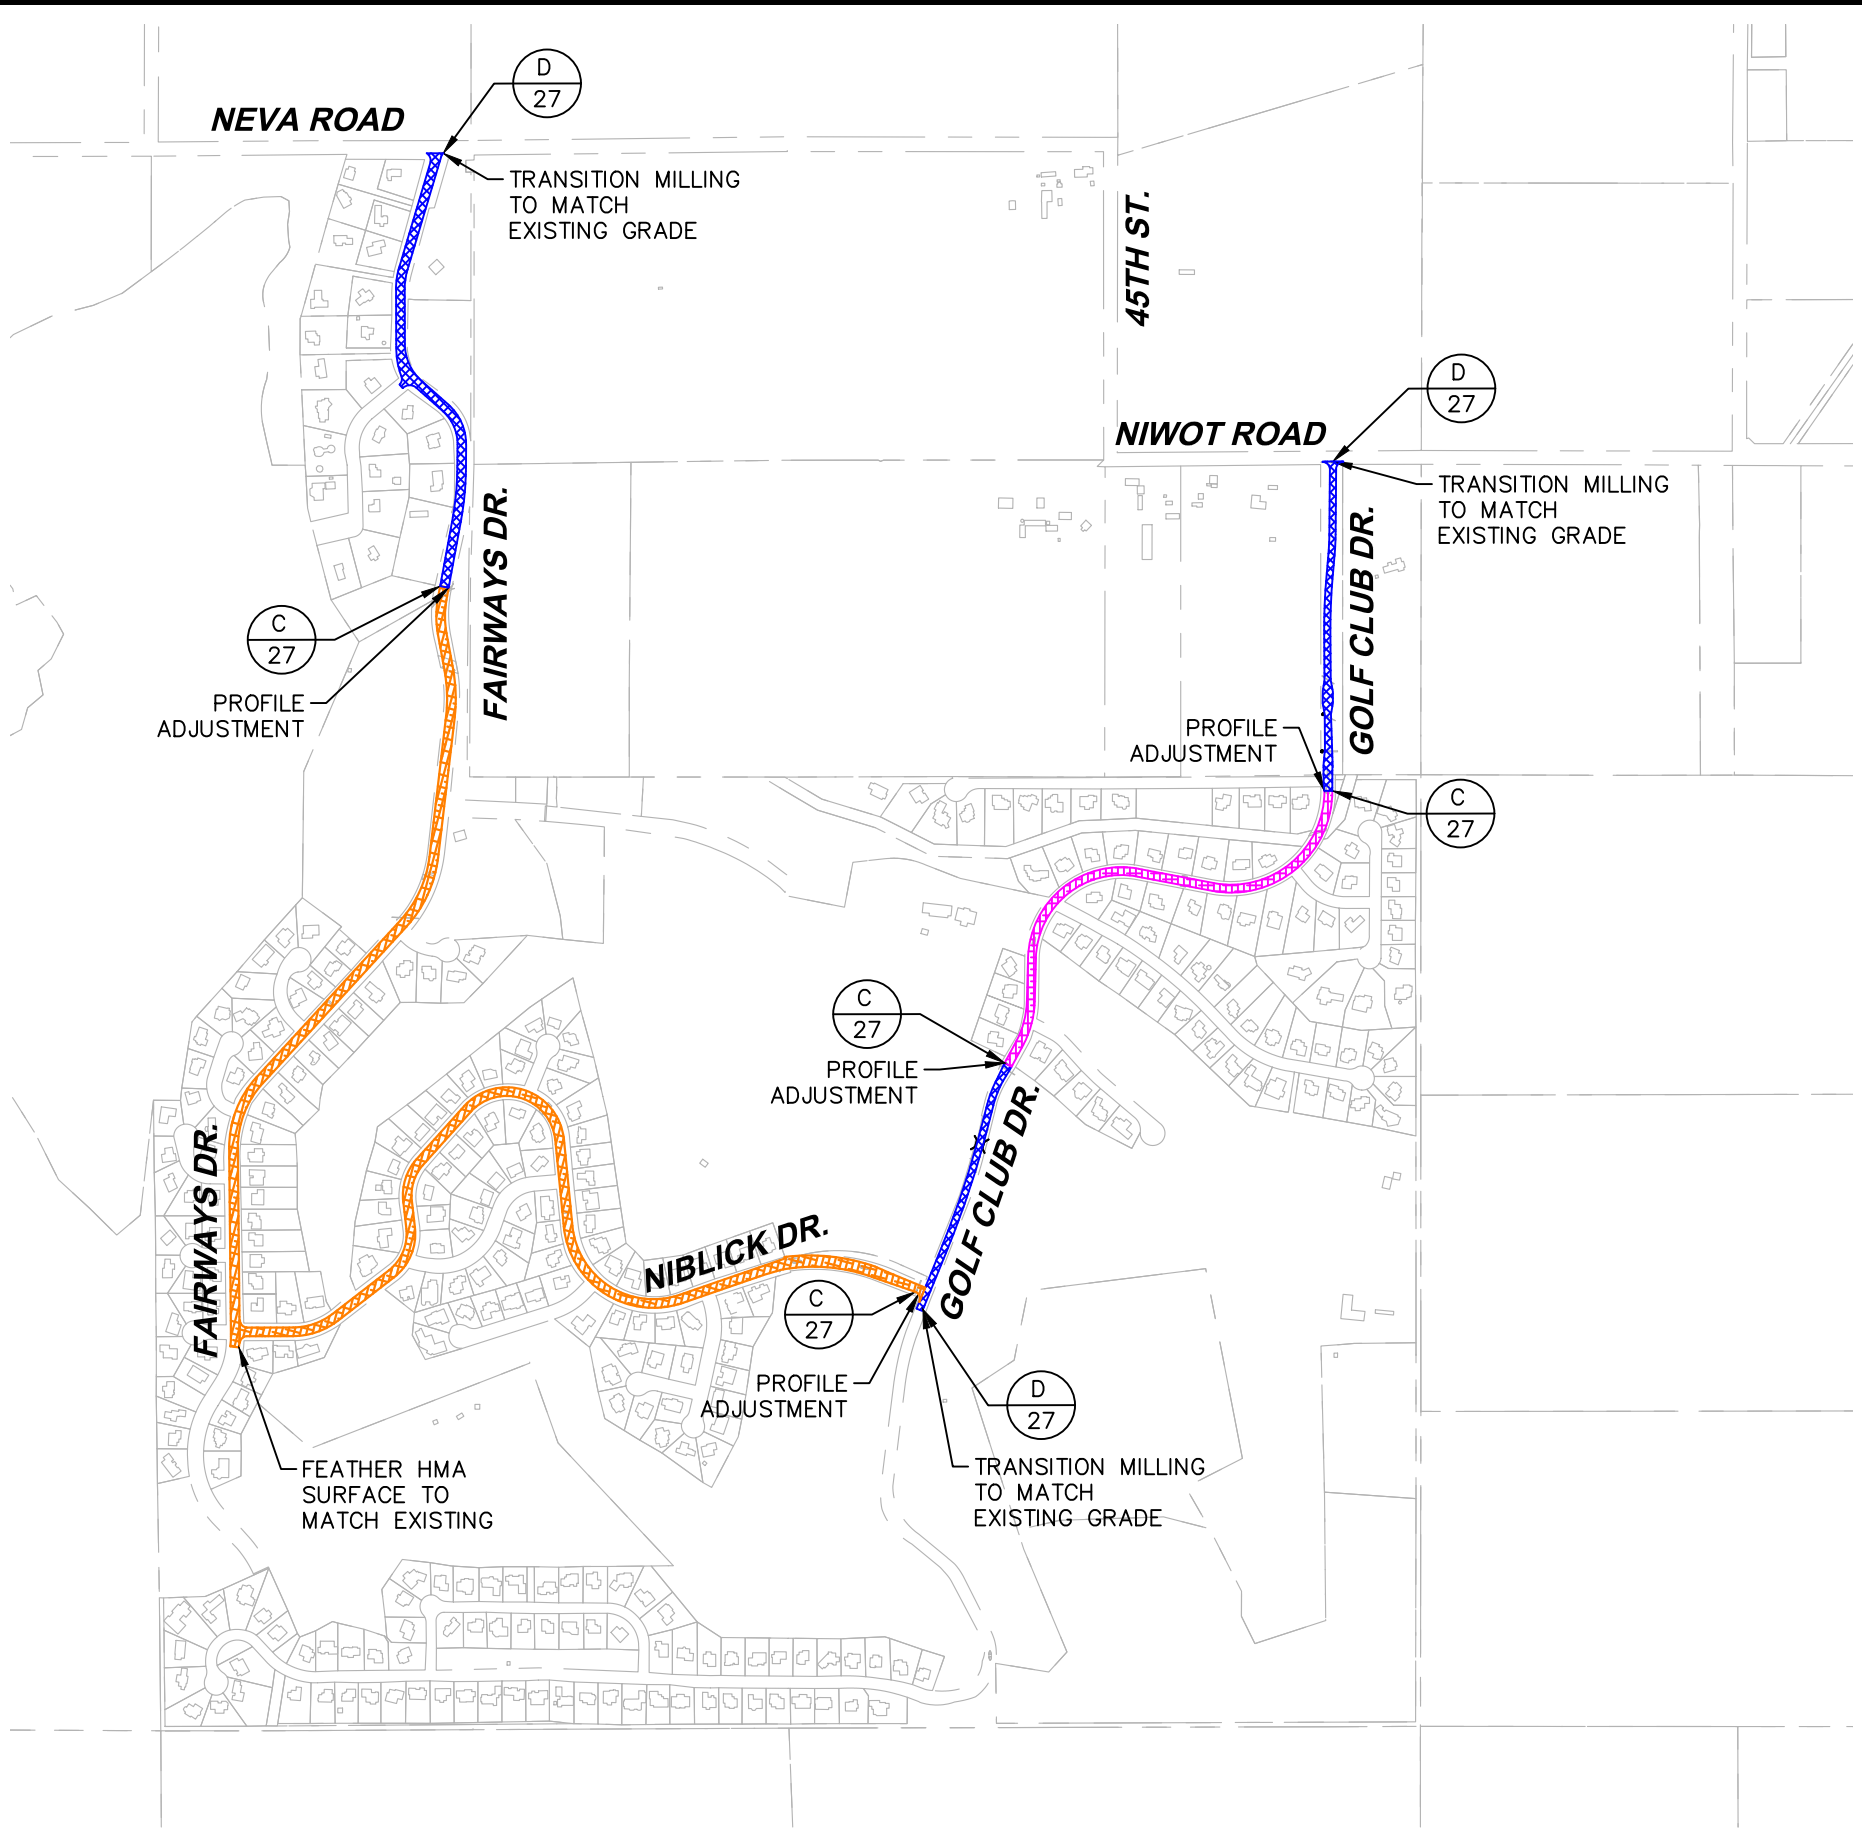 D
27
NEVA ROAD
TRANSITION MILLING
TO MATCH
EXISTING GRADE
45TH ST.
D
27
NIWOT ROAD
TRANSITION MILLING
TO MATCH
EXISTING GRADE
FAIRWAYS DR.
GOLF CLUB DR.
C
27
PROFILE
ADJUSTMENT
PROFILE
ADJUSTMENT
C
27
C
27
PROFILE
ADJUSTMENT
GOLF CLUB DR.
FAIRWAYS DR.
NIBLICK DR.
C
27
PROFILE
ADJUSTMENT
D
27
FEATHER HMA
SURFACE TO
MATCH EXISTING
TRANSITION MILLING
TO MATCH
EXISTING GRADE